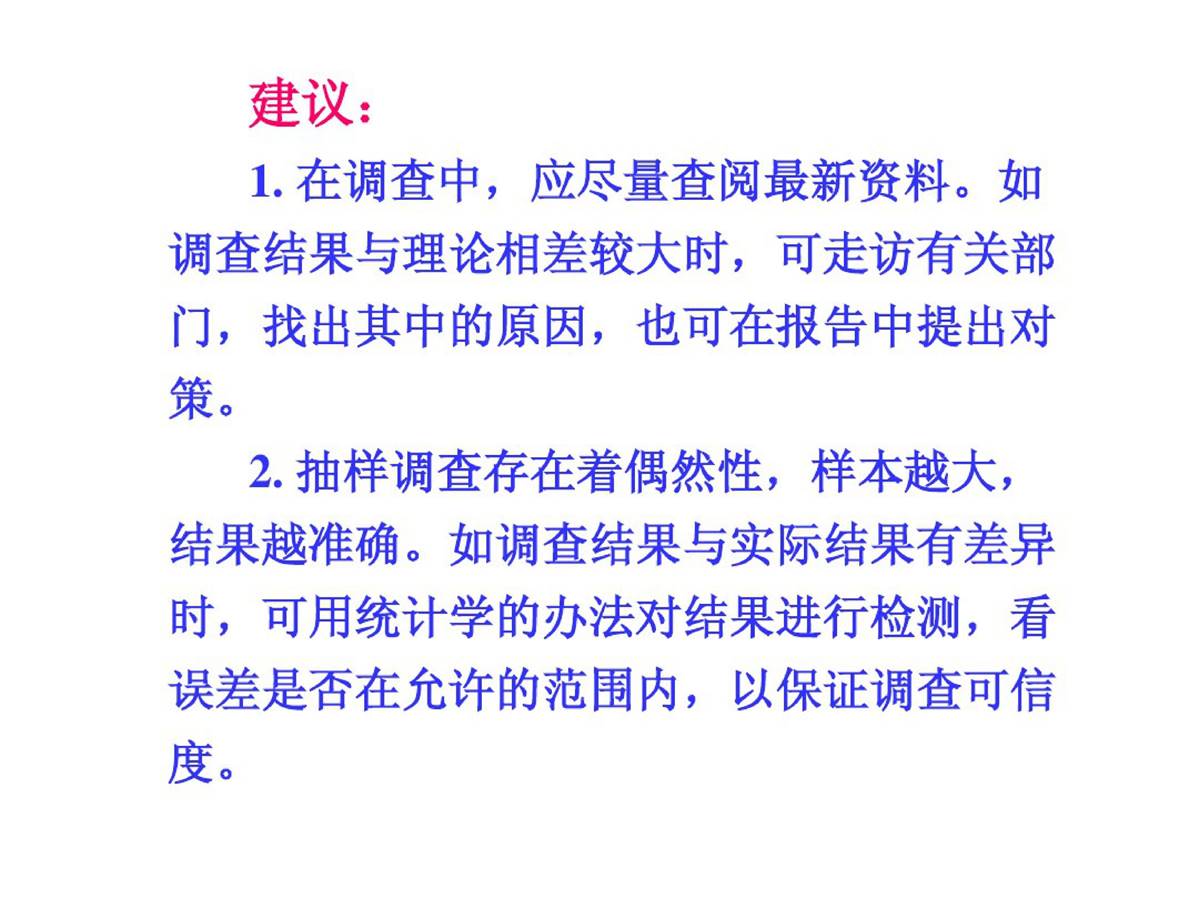 建议：
1. 在调查中，应尽量查阅最新资料。如
调查结果与理论相差较大时，可走访有关部
门，找出其中的原因，也可在报告中提出对
策。
2. 抽样调查存在着偶然性，样本越大，
结果越准确。如调查结果与实际结果有差异
时，可用统计学的办法对结果进行检测，看
误差是否在允许的范围内，以保证调查可信
度。